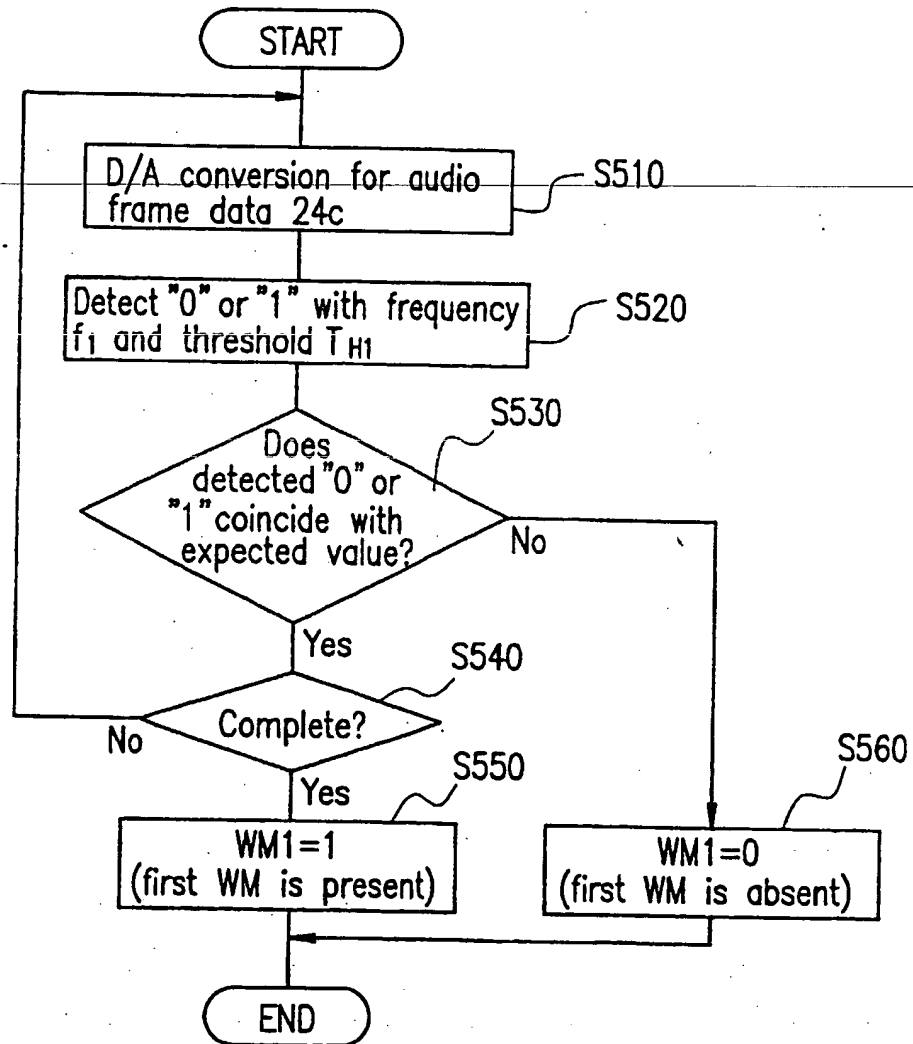 START
D/A conversion for audio
frame data 24c
S510
Detect "0" or "1" with frequency
f1 and threshold TH1
S520
S530
Does
detected "0" or
"1" coincide with
expected value?
No
Yes
S540
Complete?
No
Yes
S550
S560
WM1=1
(first WM is present)
WM1=0
(first WM is absent)
END